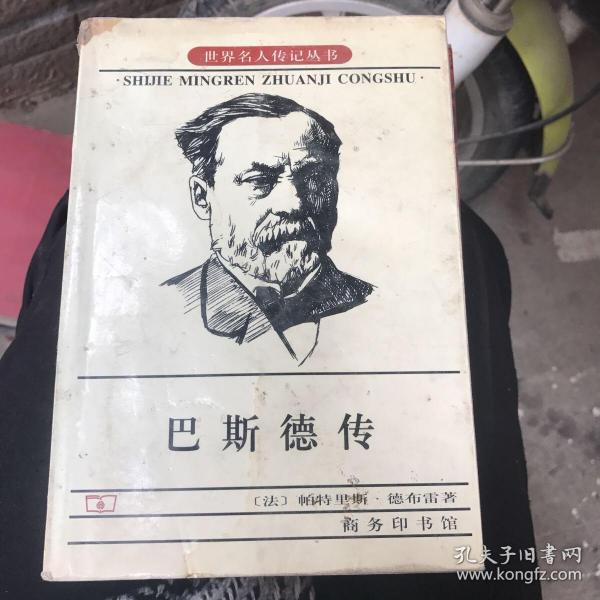 世界名人传记丛书
·SHIJIE MINGREN ZHUANJI CONGSHU·
巴斯德传
〔法〕帕特里斯·德布雷著
商务印书馆
孔夫子旧书网
www.kongfz.com